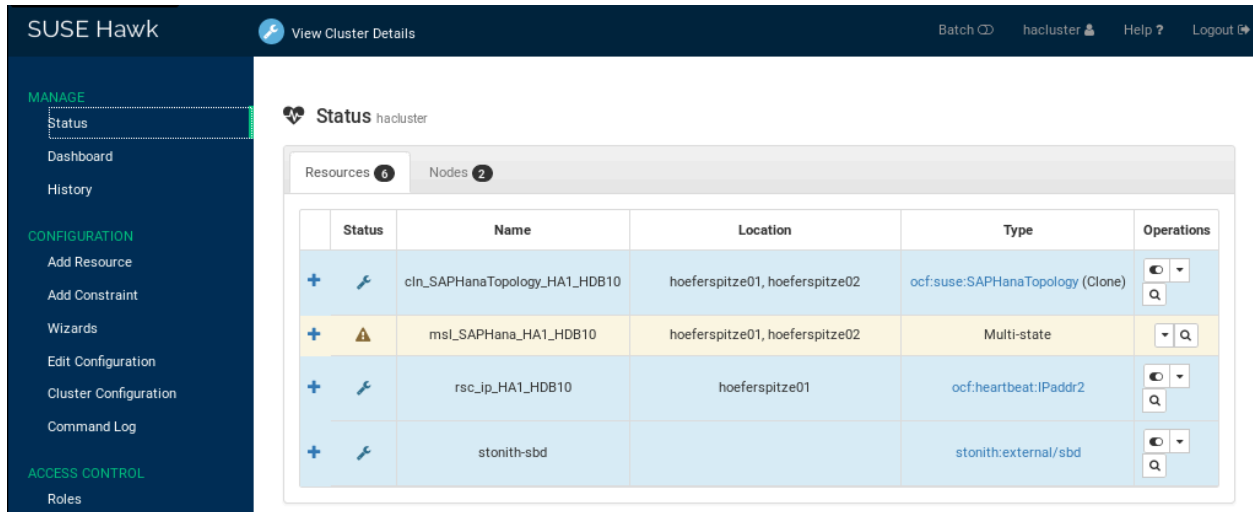 SUSE Hawk
View Cluster Details
Batch
hacluster
Help ?
Logout
MANAGE
Status
Dashboard
History
CONFIGURATION
Add Resource
Add Constraint
Wizards
Edit Configuration
Cluster Configuration
Command Log
ACCESS CONTROL
Roles
Status hacluster
Resources 6
Nodes 2
Status Name Location Type Operations
cln_SAPHanaTopology_HA1_HDB10 hoeferspitze01, hoeferspitze02 ocf:suse:SAPHanaTopology (Clone)
msl_SAPHana_HA1_HDB10 hoeferspitze01, hoeferspitze02 Multi-state
rsc_ip_HA1_HDB10 hoeferspitze01 ocf:heartbeat:IPaddr2
stonith-sbd stonith:external/sbd